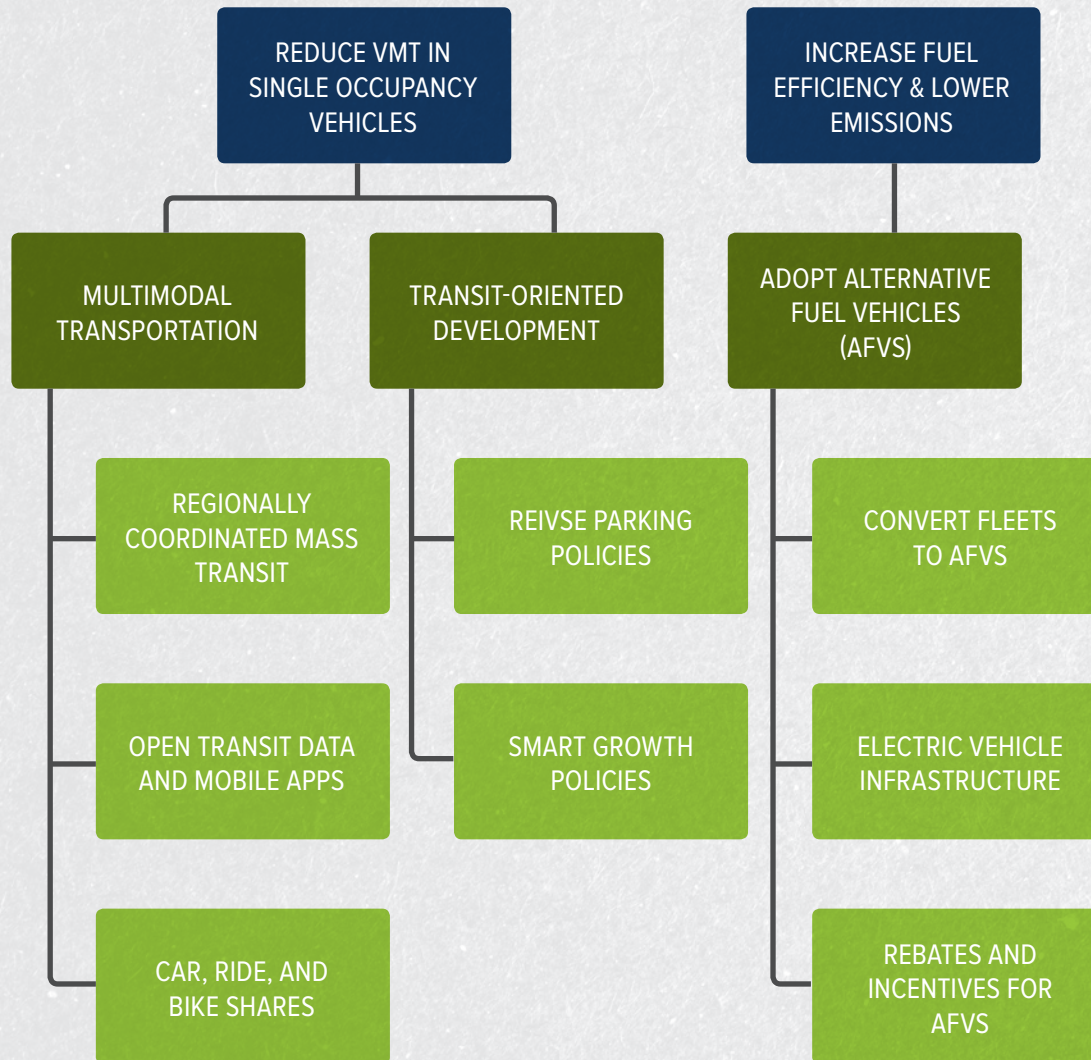 REDUCE VMT IN
SINGLE OCCUPANCY
VEHICLES
INCREASE FUEL
EFFICIENCY & LOWER
EMISSIONS
MULTIMODAL
TRANSPORTATION
TRANSIT-ORIENTED
DEVELOPMENT
ADOPT ALTERNATIVE
FUEL VEHICLES
(AFVS)
REGIONALLY
COORDINATED MASS
TRANSIT
REIVSE PARKING
POLICIES
CONVERT FLEETS
TO AFVS
OPEN TRANSIT DATA
AND MOBILE APPS
SMART GROWTH
POLICIES
ELECTRIC VEHICLE
INFRASTRUCTURE
CAR, RIDE, AND
BIKE SHARES
REBATES AND
INCENTIVES FOR
AFVS